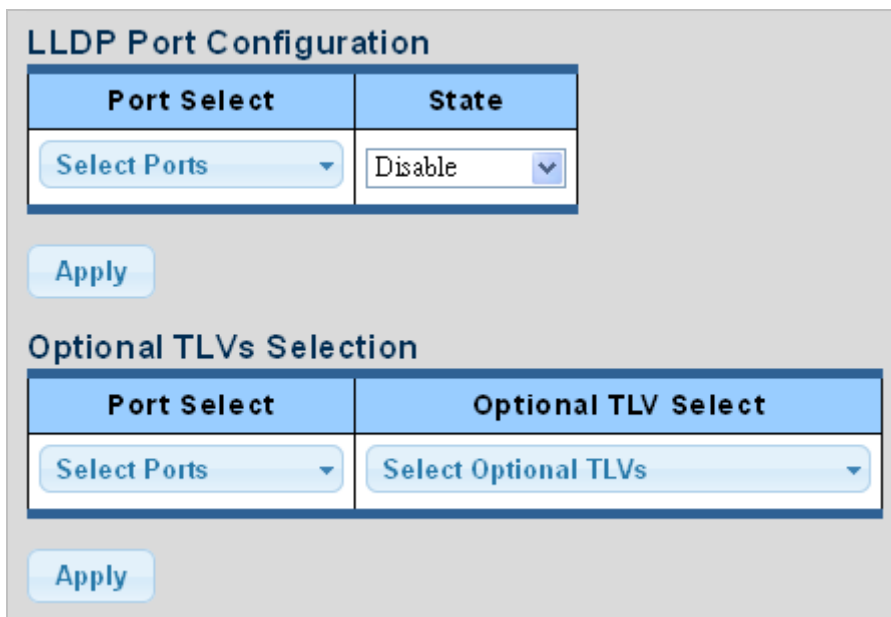 LLDP Port Configuration
Port Select State
Select Ports Disable
Apply
Optional TLVs Selection
Port Select Optional TLV Select
Select Ports Select Optional TLVs
Apply